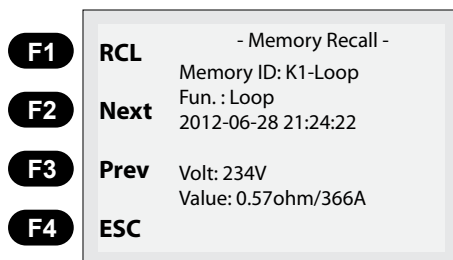 - Memory Recall -
F1 RCL
Memory ID: K1-Loop
Fun. : Loop
F2 Next
2012-06-28 21:24:22
F3 Prev
Volt: 234V
Value: 0.57ohm/366A
F4 ESC